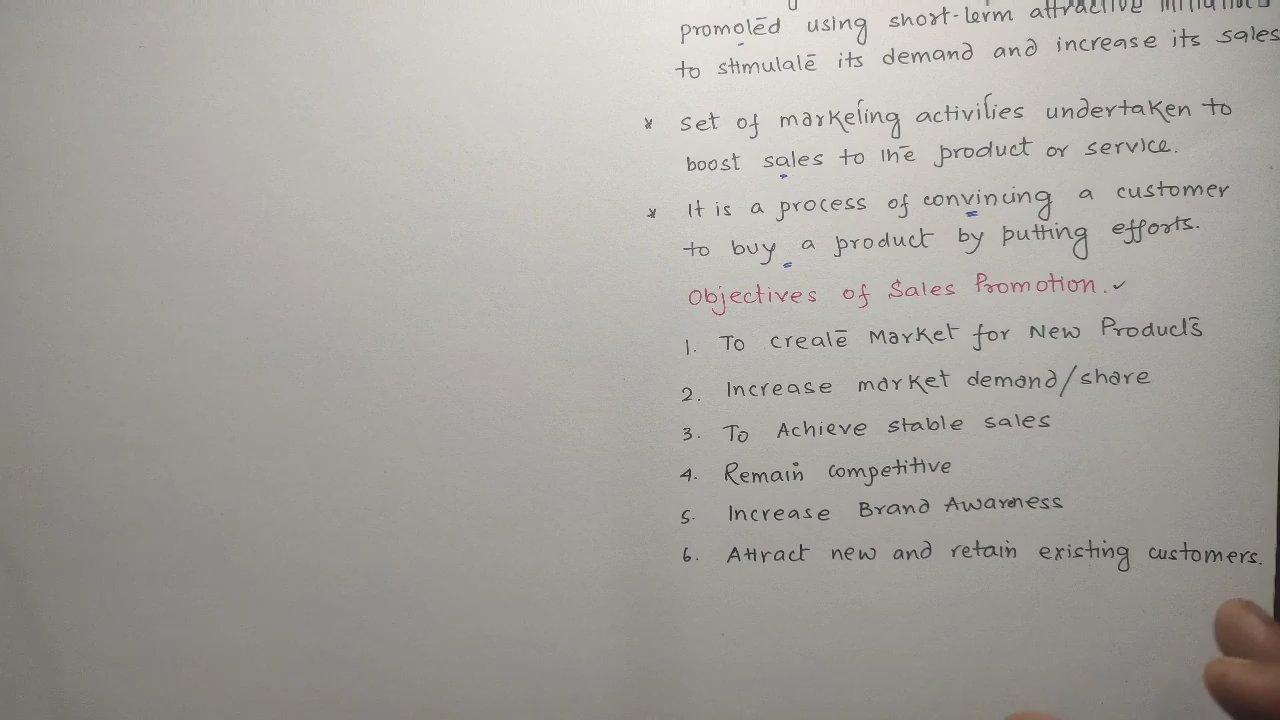 promoted using short-term attractive initiatives
to stimulate its demand and increase its sales
* set of marketing activities undertaken to
boost sales to the product or service.
* It is a process of convincing a customer
to buy a product by putting efforts.
Objectives of Sales Promotion. ✓
1. To create Market for New Products
2. Increase market demand/share
3. To Achieve stable sales
4. Remain competitive
5. Increase Brand Awareness
6. Attract new and retain existing customers.